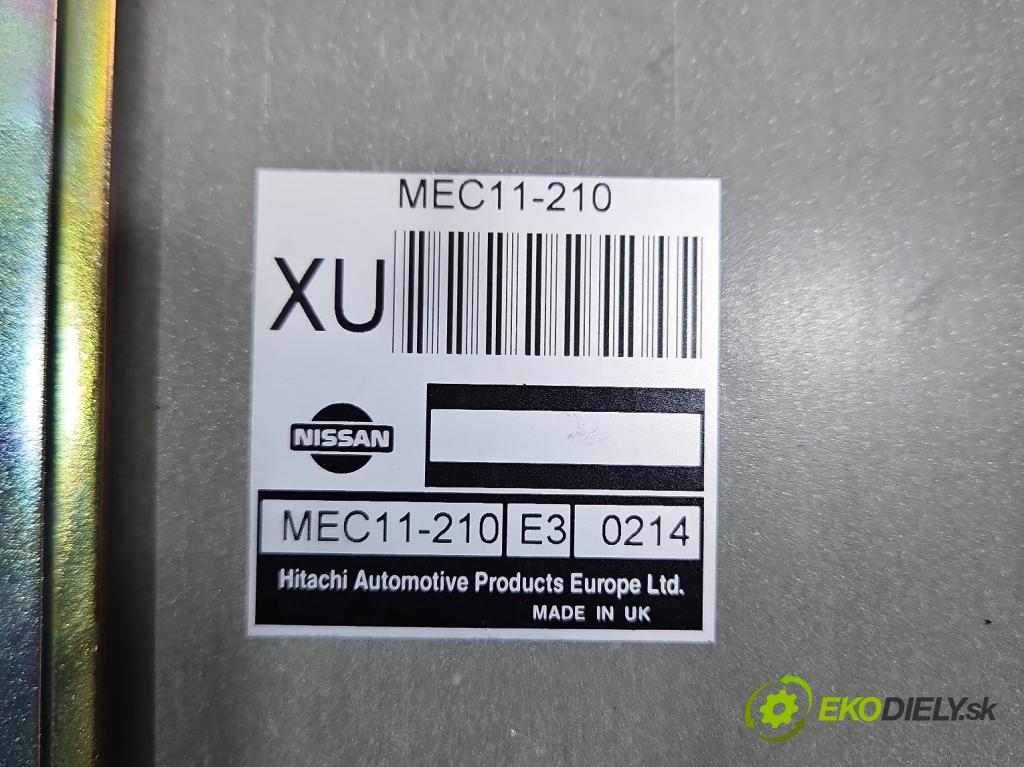 MEC11-210
XU
NISSAN
MEC11-210 E3 0214
Hitachi Automotive Products Europe Ltd.
MADE IN UK
EKODIELY.sk